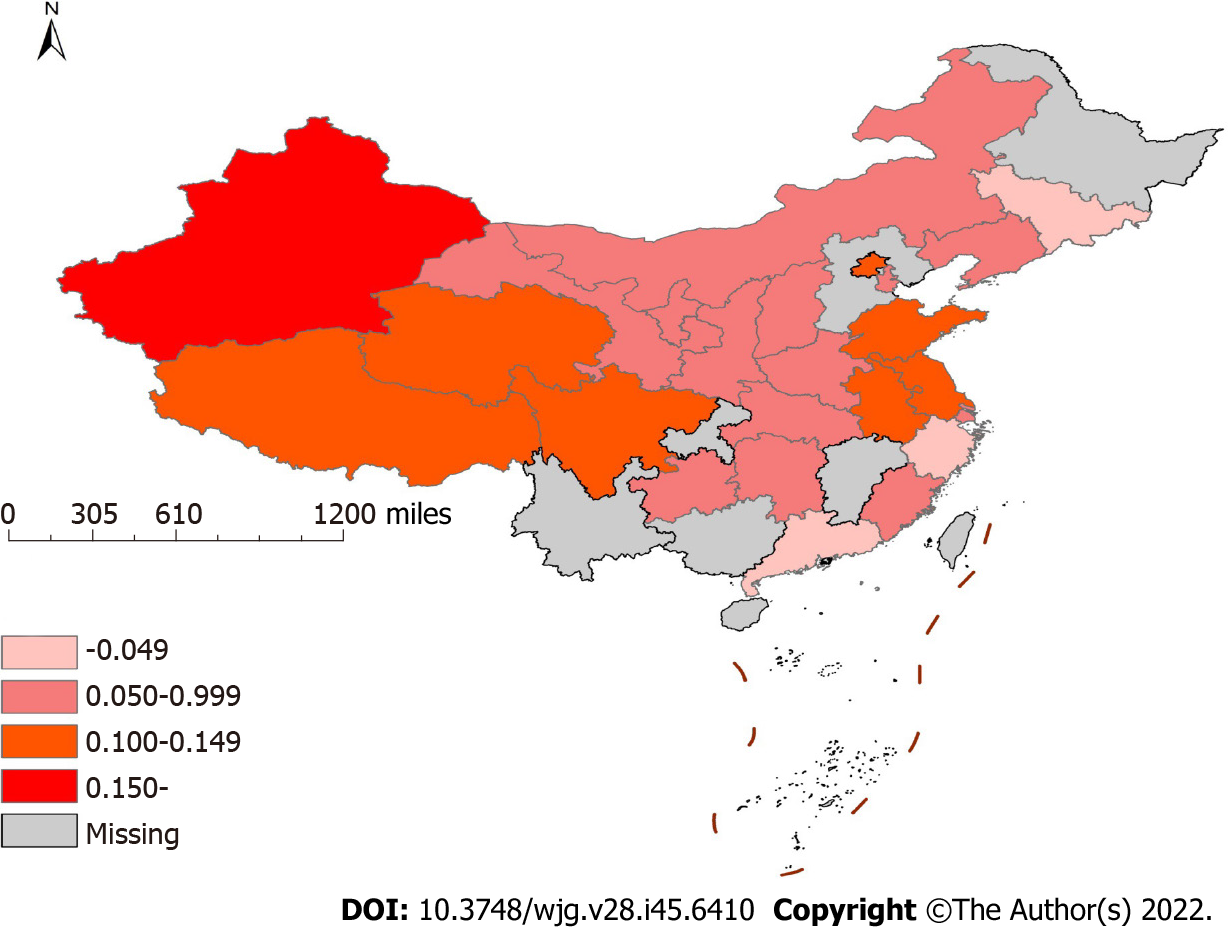 N
0 305 610 1200 miles
-0.049
0.050-0.999
0.100-0.149
0.150-
Missing
DOI: 10.3748/wjg.v28.i45.6410 Copyright ©The Author(s) 2022.